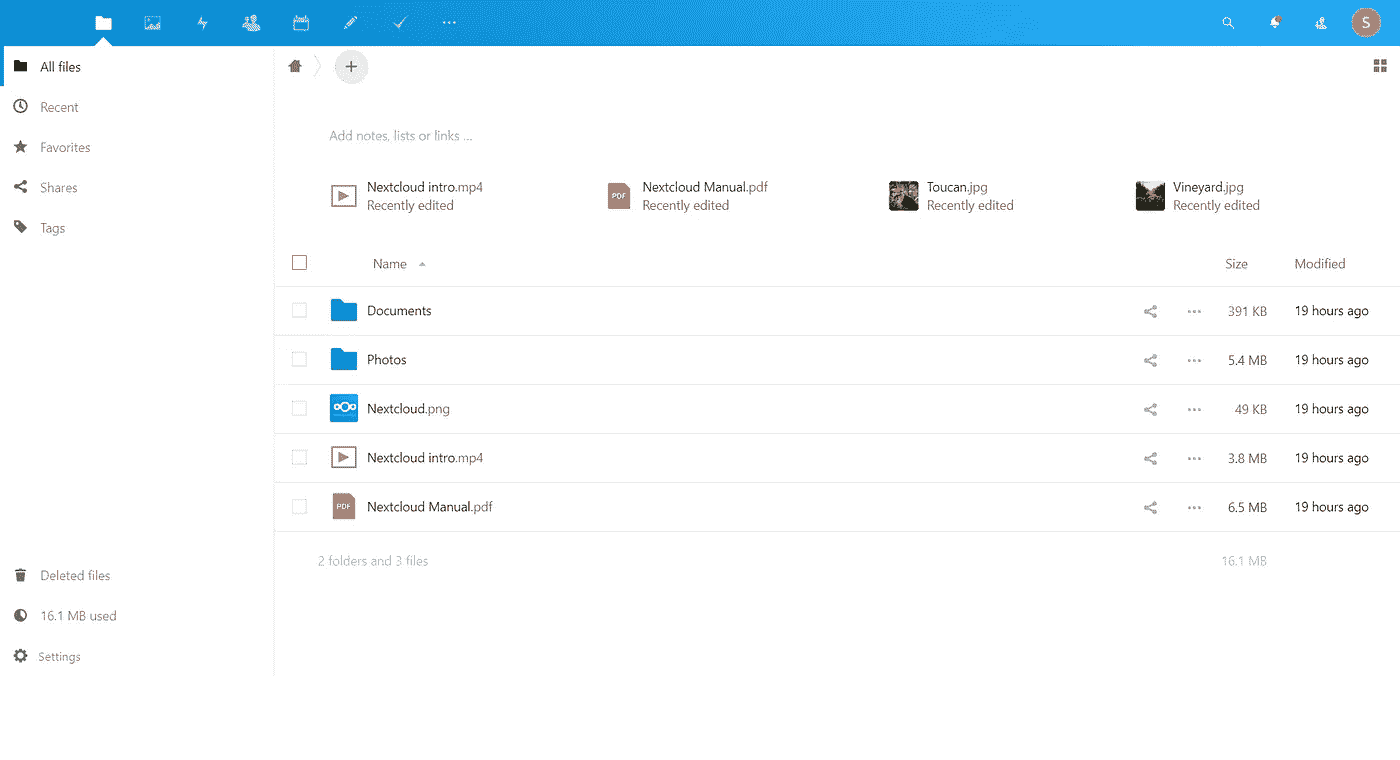 S
All files
Recent
Favorites
Shares
Tags
Add notes, lists or links ...
Nextcloud intro.mp4
Recently edited
PDF
Nextcloud Manual.pdf
Recently edited
Toucan.jpg
Recently edited
Vineyard.jpg
Recently edited
Name Size Modified
Documents 391 KB 19 hours ago
Photos 5.4 MB 19 hours ago
Nextcloud.png 49 KB 19 hours ago
Nextcloud intro.mp4 3.8 MB 19 hours ago
PDF Nextcloud Manual.pdf 6.5 MB 19 hours ago
2 folders and 3 files 16.1 MB
Deleted files
16.1 MB used
Settings